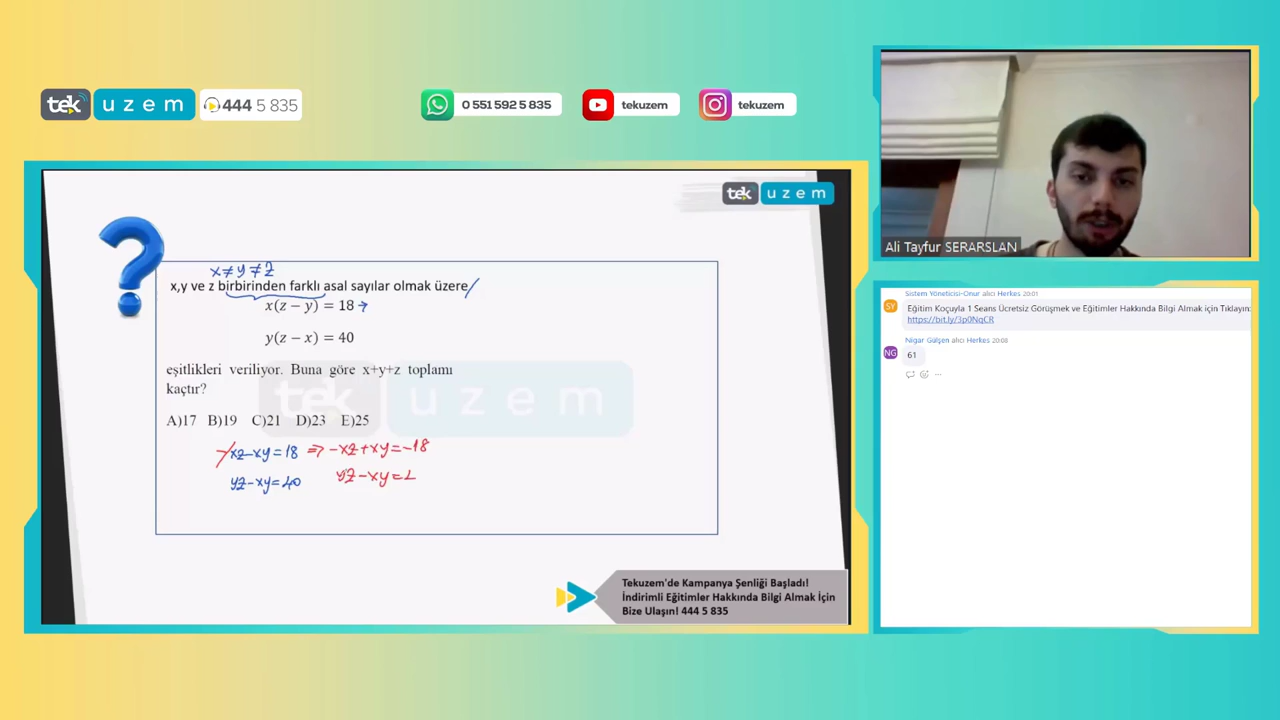 tek uzem 444 5 835
0 551 592 5 835
tekuzem
tekuzem
tek uzem
x≠y≠z
x,y ve z birbirinden farklı asal sayılar olmak üzere
x(z − y) = 18 →
y(z − x) = 40
eşitlikleri veriliyor. Buna göre x+y+z toplamı
kaçtır?
tek uzem
A)17 B)19 C)21 D)23 E)25
-/xz-xy=18 ⇒ -xz+xy=-18
yz-xy=40
yz-xy=
Tekuzem'de Kampanya Şenliği Başladı!
İndirimli Eğitimler Hakkında Bilgi Almak İçin
Bize Ulaşın! 444 5 835
Ali Tayfur SERARSLAN
Sistem Yöneticisi-Onur alıcı Herkes 20:01
SY
Eğitim Koçuyla 1 Seans Ücretsiz Görüşmek ve Eğitimler Hakkında Bilgi Almak için Tıklayın:
https://bit.ly/3p0NqCR
Nigar Gülşen alıcı Herkes 20:08
NG
61